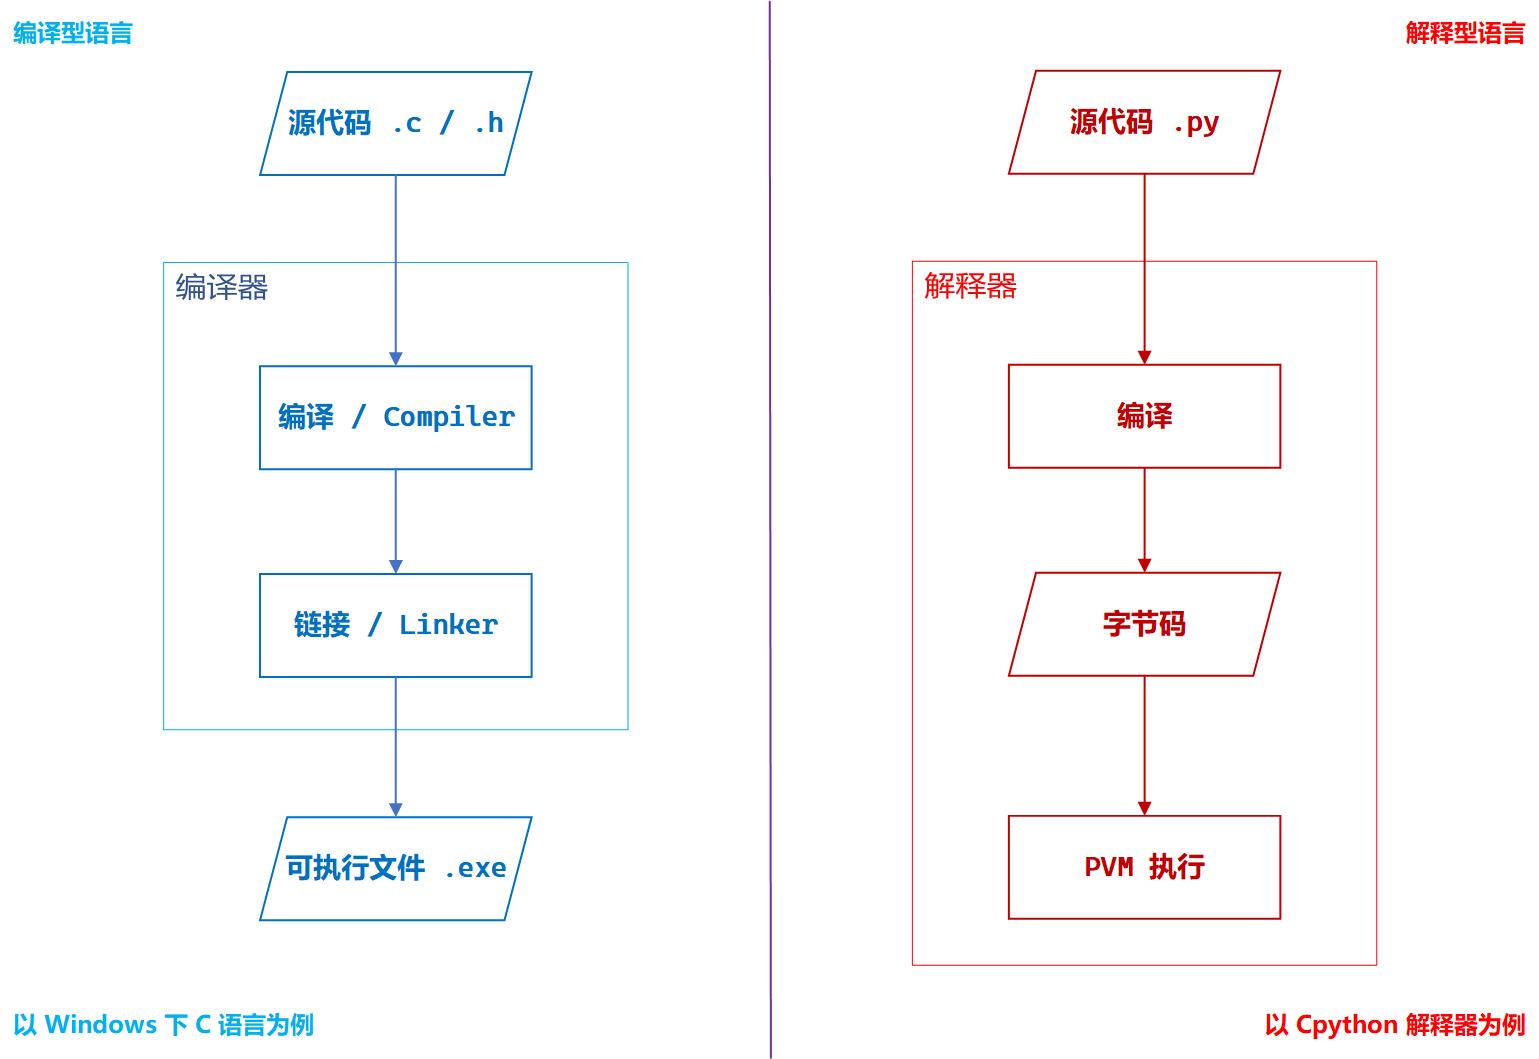 编译型语言
源代码 .c / .h
编译器
编译 / Compiler
链接 / Linker
可执行文件 .exe
以 Windows 下 C 语言为例
解释型语言
源代码 .py
解释器
编译
字节码
PVM 执行
以 Cpython 解释器为例